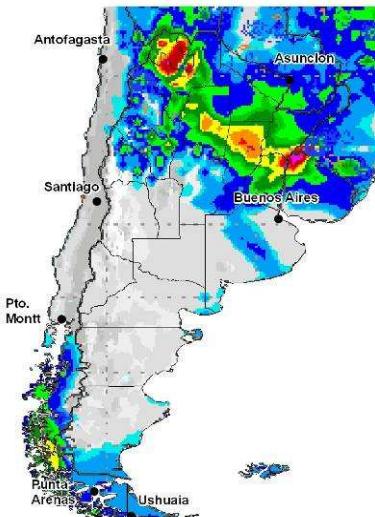 Antofagasta
Asunción
Santiago
Buenos Aires
Pto.
Montt
Punta
Arenas
Ushuaia